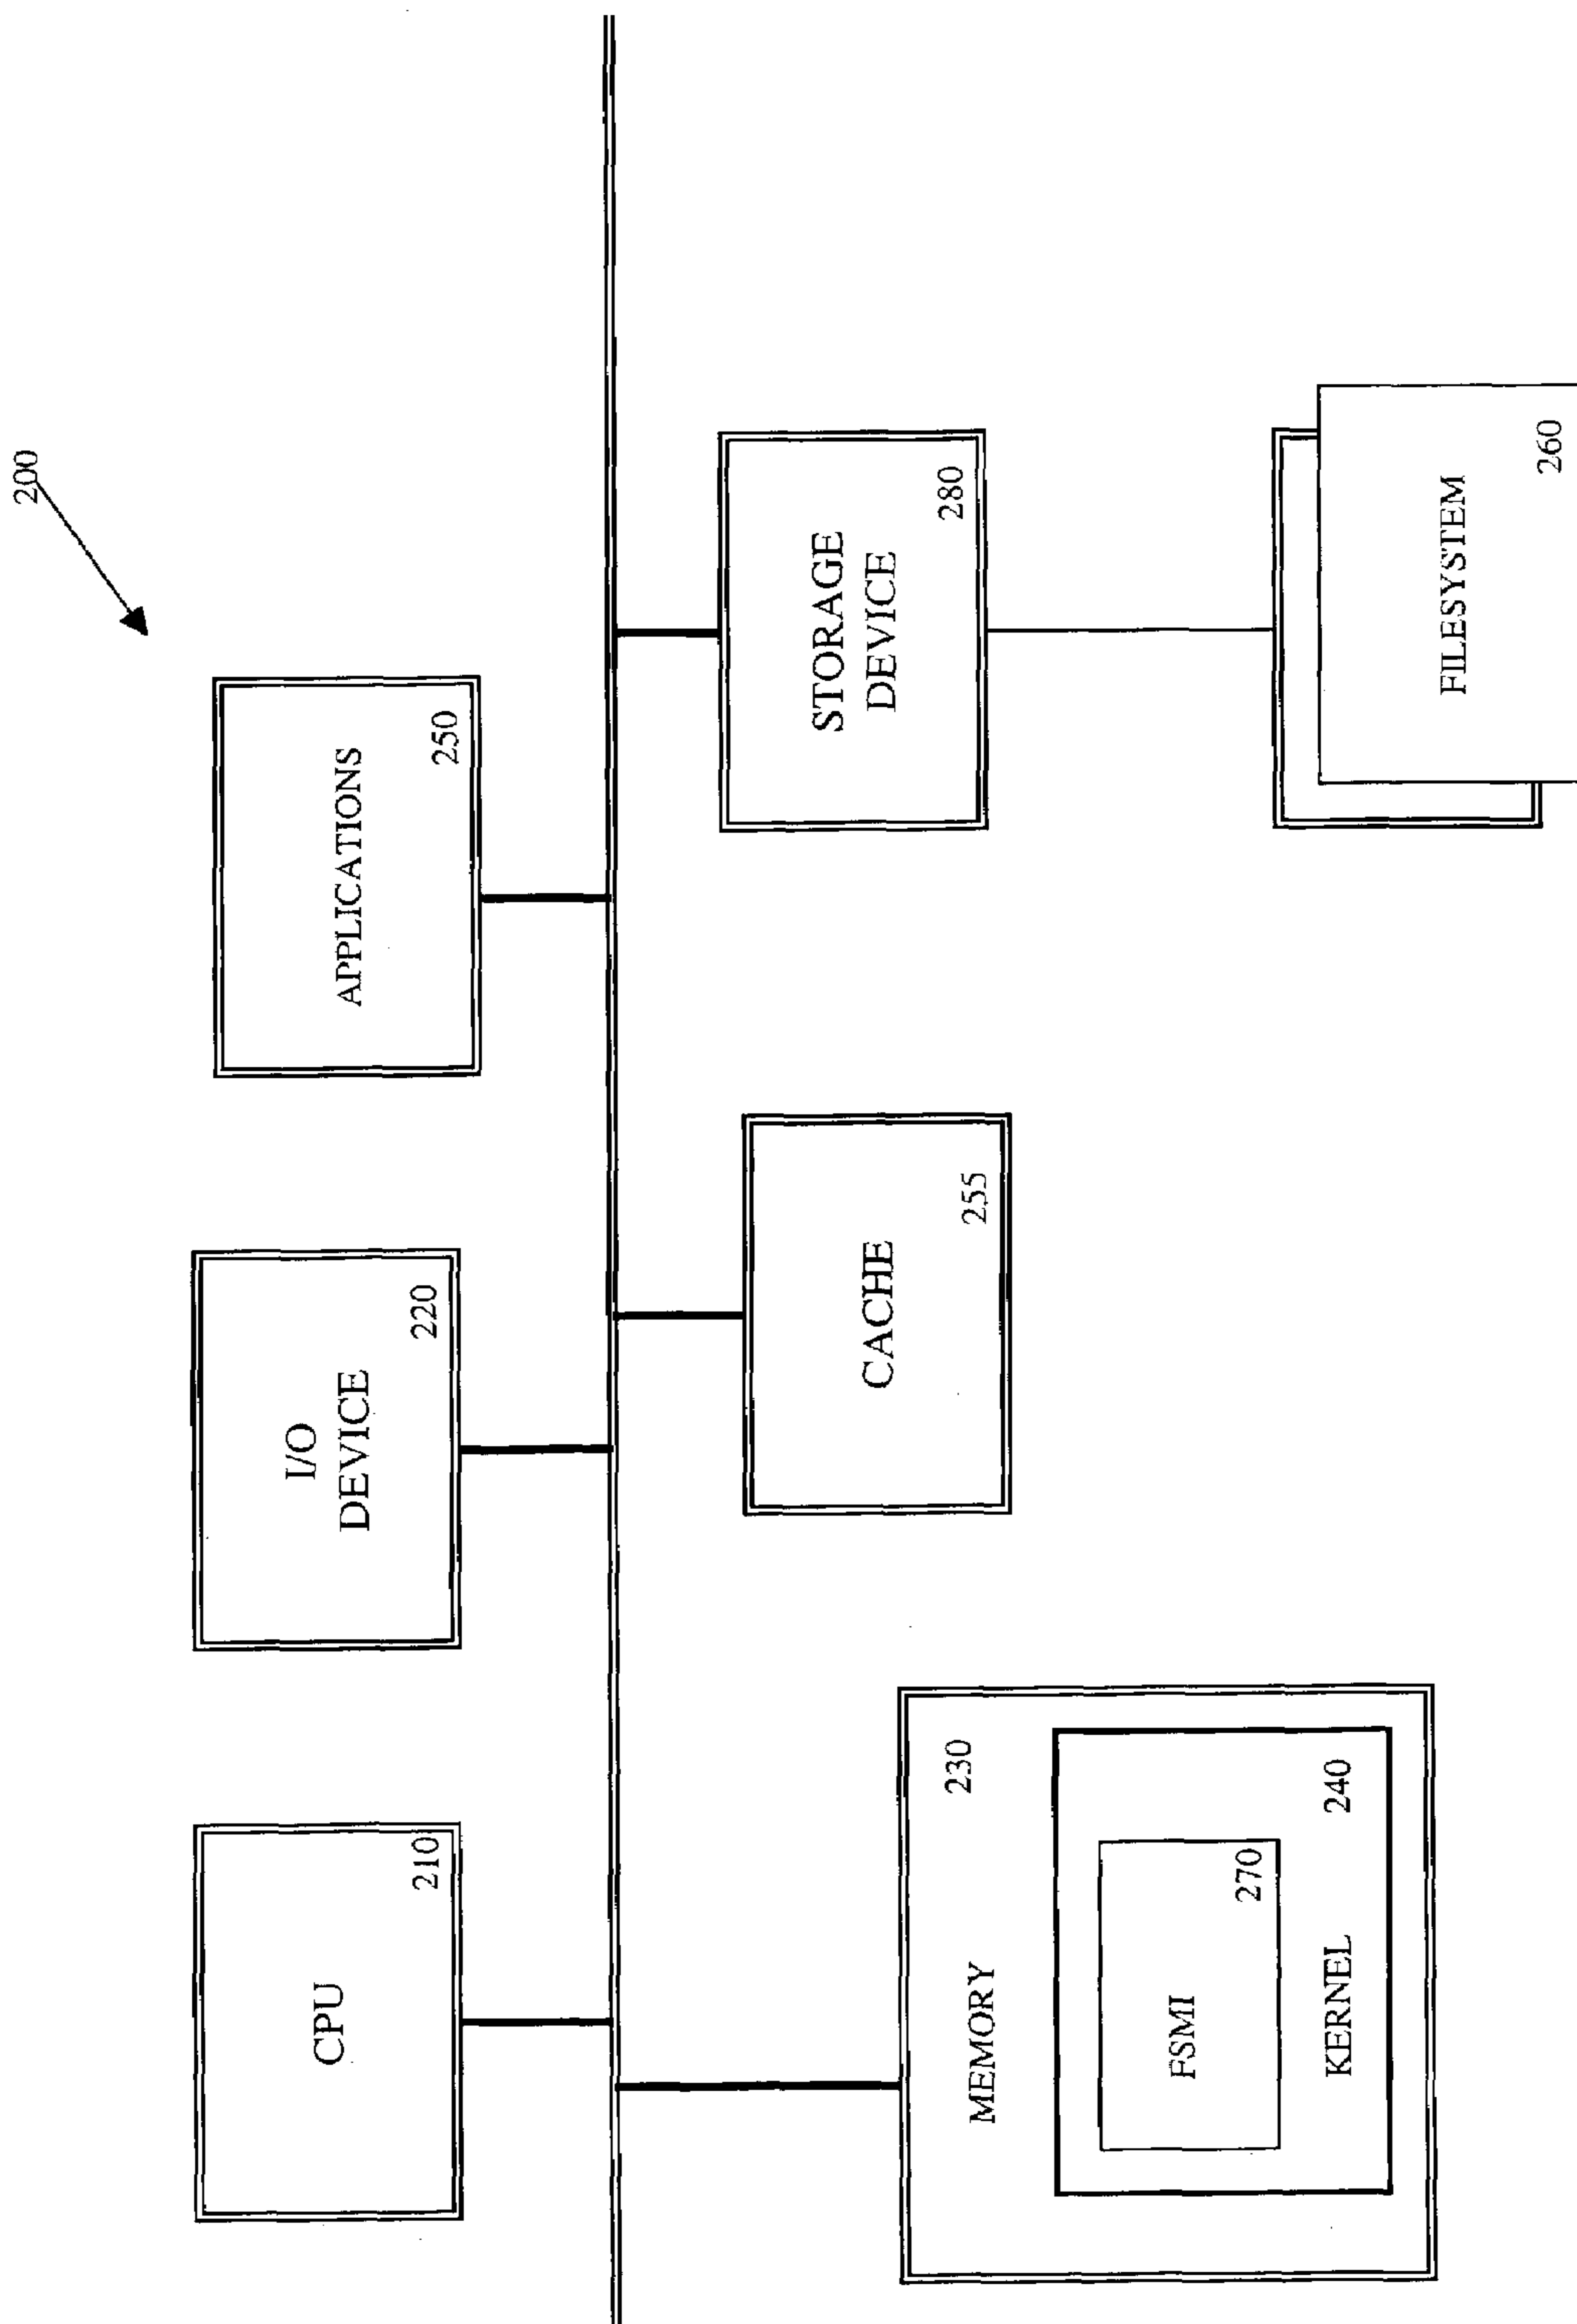 200
CPU
210
I/O
DEVICE
220
APPLICATIONS
250
MEMORY
230
FSMI
270
KERNEL
240
CACHE
255
STORAGE
DEVICE
280
FILESYSTEM
260